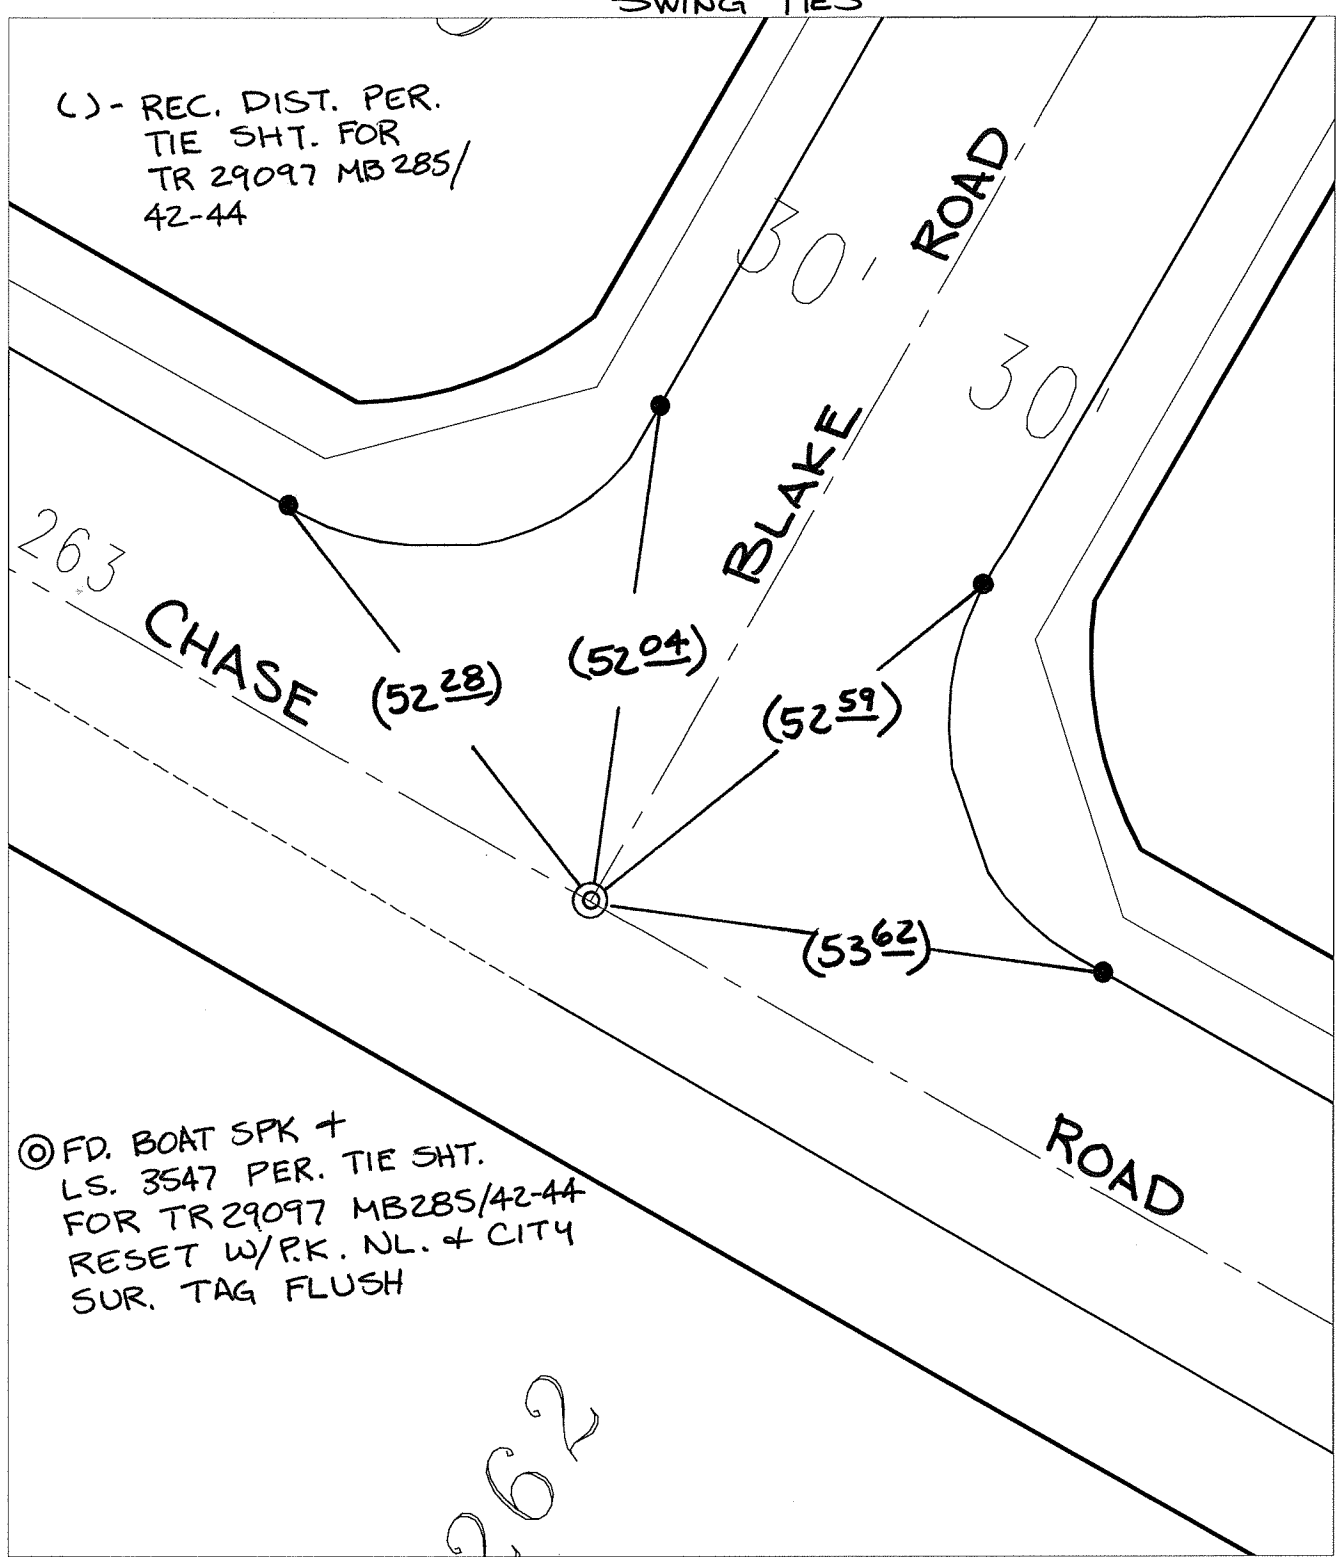 SWING TIES
( ) - REC. DIST. PER.
TIE SHT. FOR
TR 29097 MB 285/
42-44
30'
ROAD
30'
BLAKE
263
CHASE
(52 28)
(52 04)
(52 59)
(53 62)
ROAD
FD. BOAT SPK +
LS. 3547 PER. TIE SHT.
FOR TR 29097 MB285/42-44
RESET W/P.K. NL. + CITY
SUR. TAG FLUSH
262